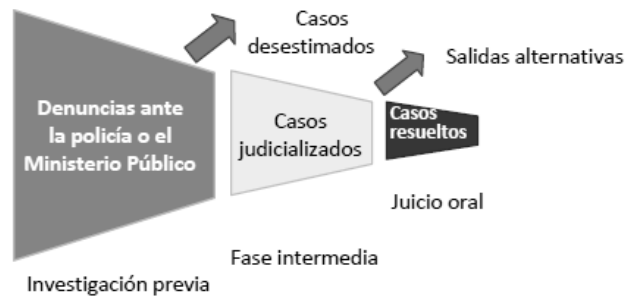 Casos
desestimados
Salidas alternativas
Denuncias ante
la policía o el
Ministerio Público
Casos
judicializados
Casos
resueltos
Juicio oral
Fase intermedia
Investigación previa